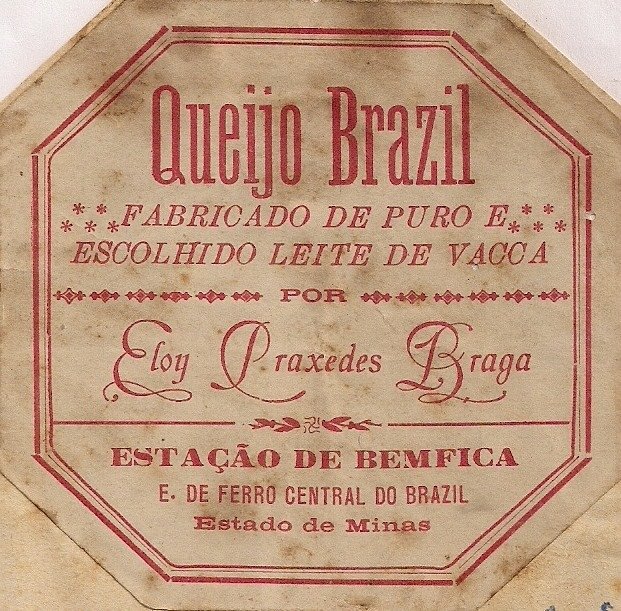 Queijo Brazil
FABRICADO DE PURO E
ESCOLHIDO LEITE DE VACCA
POR
Eloy Praxedes Braga
ESTAÇÃO DE BEMFICA
E. DE FERRO CENTRAL DO BRAZIL
Estado de Minas